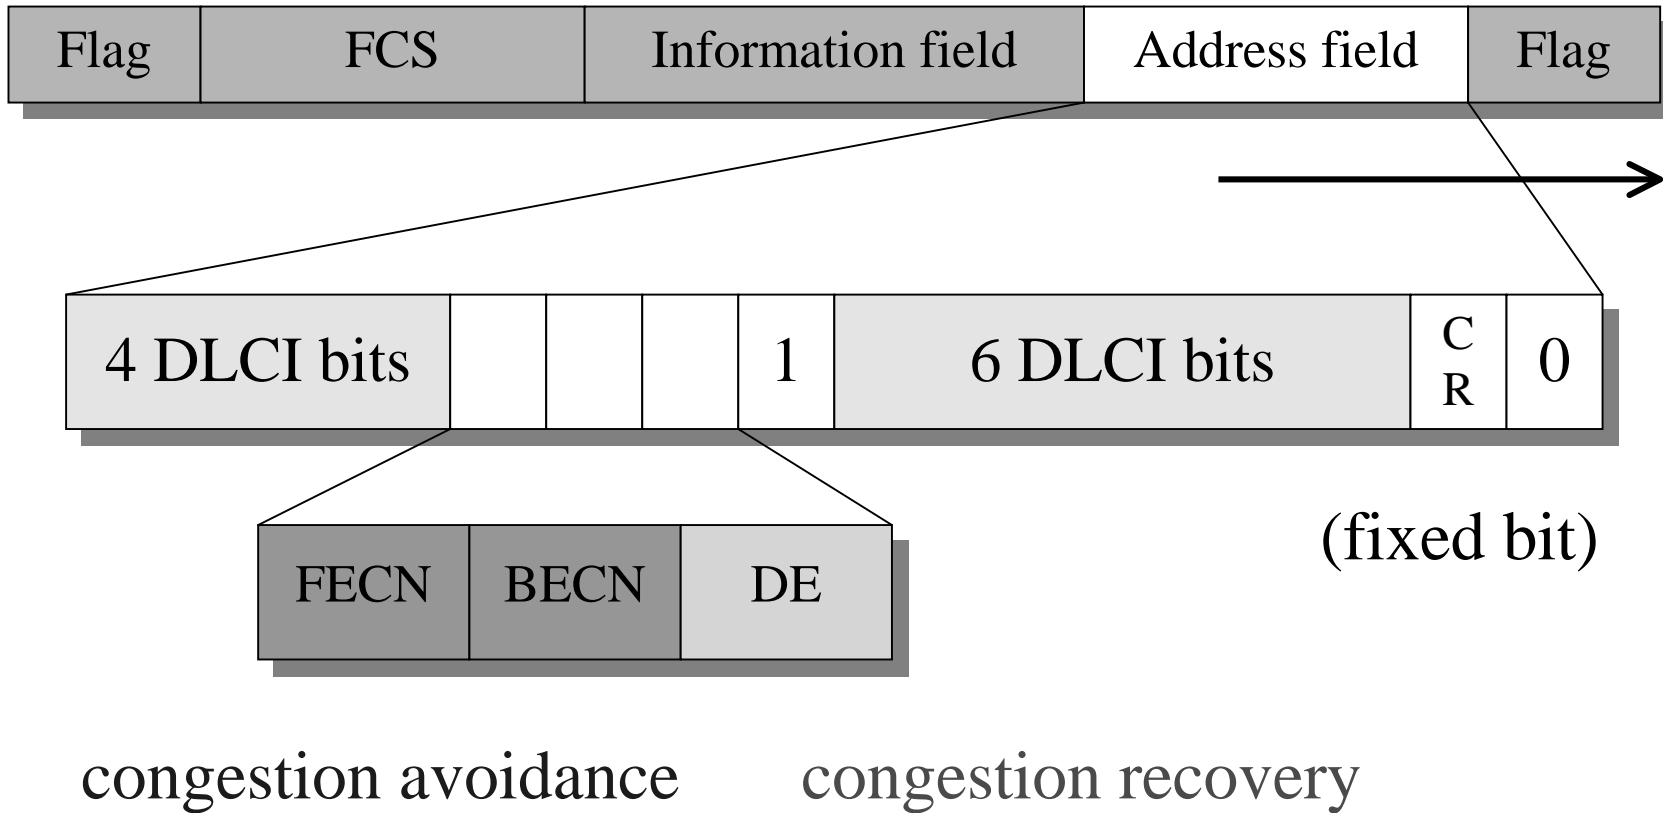 Flag FCS Information field Address field Flag
4 DLCI bits 1 6 DLCI bits C R 0
(fixed bit)
FECN BECN DE
congestion avoidance congestion recovery